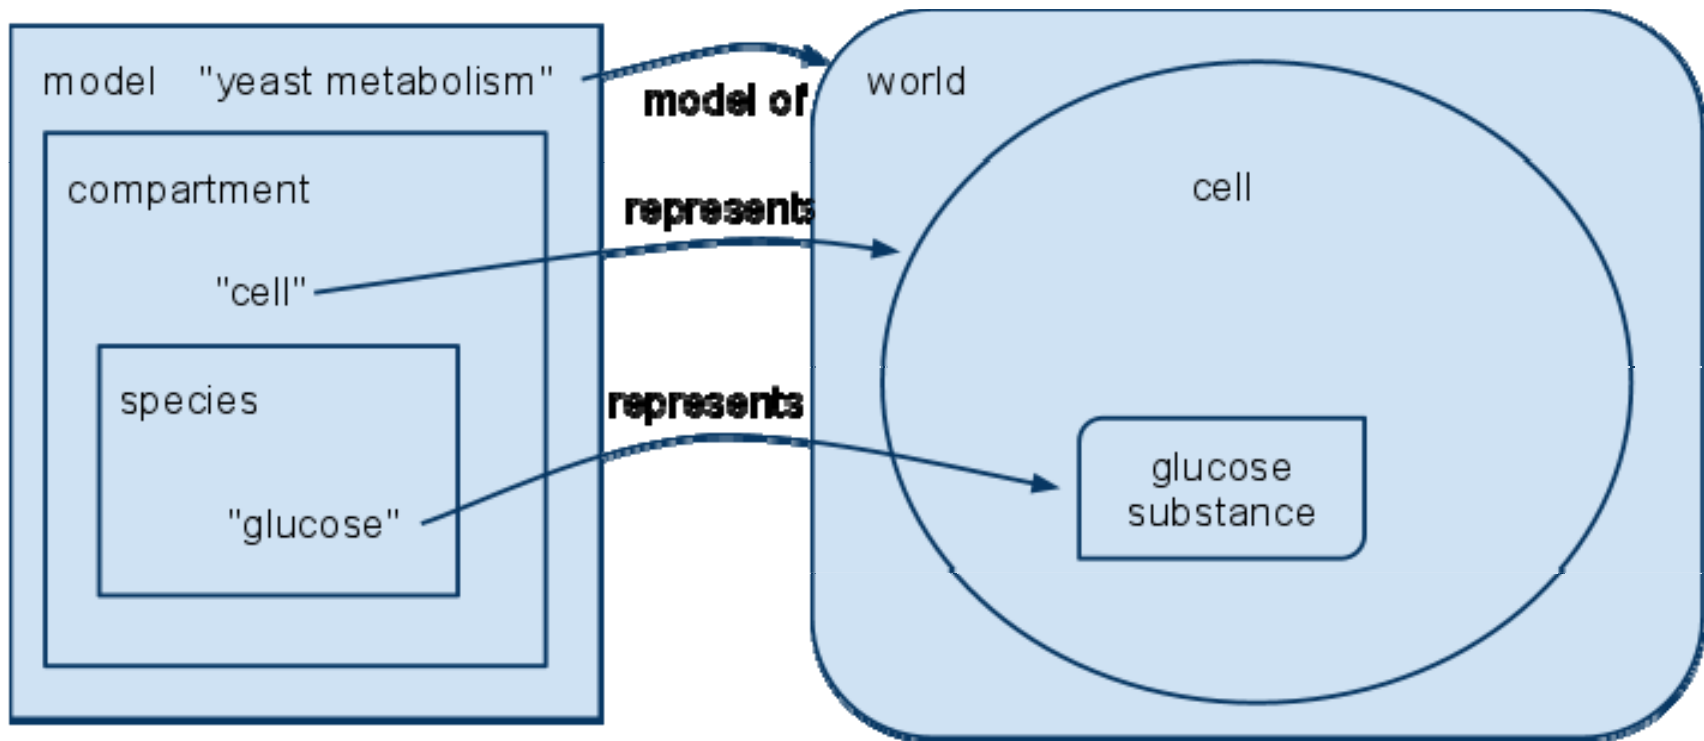 model "yeast metabolism"
compartment
"cell"
species
"glucose"
model of
represents
represents
world
cell
glucose
substance